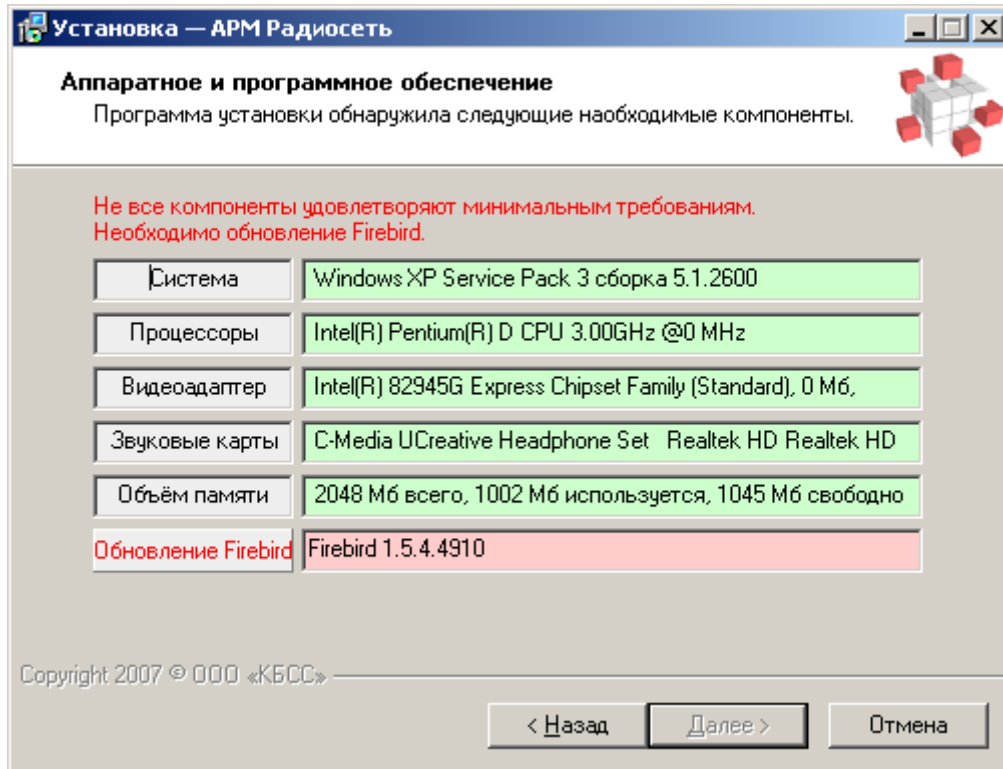 Установка — АРМ Радиосеть
Аппаратное и программное обеспечение
Программа установки обнаружила следующие наобходимые компоненты.
Не все компоненты удовлетворяют минимальным требованиям.
Необходимо обновление Firebird.
Система Windows XP Service Pack 3 сборка 5.1.2600
Процессоры Intel(R) Pentium(R) D CPU 3.00GHz @0 MHz
Видеоадаптер Intel(R) 82945G Express Chipset Family (Standard), 0 Мб,
Звуковые карты C-Media UCreative Headphone Set Realtek HD Realtek HD
Объём памяти 2048 Мб всего, 1002 Мб используется, 1045 Мб свободно
Обновление Firebird Firebird 1.5.4.4910
Copyright 2007 © ООО «КБСС»
< Назад Далее > Отмена